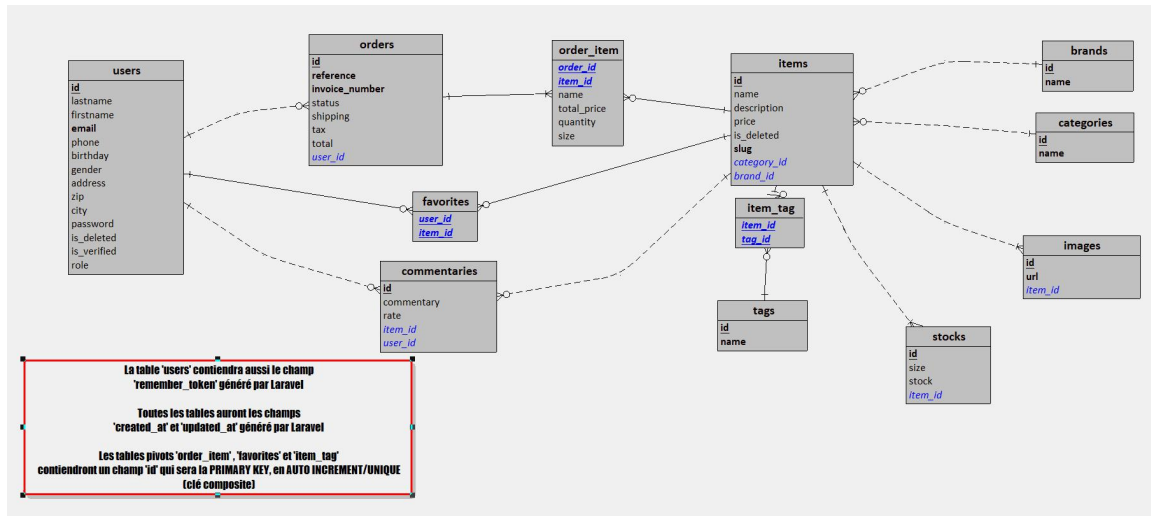 users
id
lastname
firstname
email
phone
birthday
gender
address
zip
city
password
is_deleted
is_verified
role
orders
id
reference
invoice_number
status
shipping
tax
total
user_id
order_item
order_id
item_id
name
total_price
quantity
size
items
id
name
description
price
is_deleted
slug
category_id
brand_id
brands
id
name
categories
id
name
favorites
user_id
item_id
item_tag
item_id
tag_id
images
id
url
item_id
commentaries
id
commentary
rate
item_id
user_id
tags
id
name
stocks
id
size
stock
item_id
La table 'users' contiendra aussi le champ
'remember_token' généré par Laravel
Toutes les tables auront les champs
'created_at' et 'updated_at' généré par Laravel
Les tables pivots 'order_item' , 'favorites' et 'item_tag'
contiendront un champ 'id' qui sera la PRIMARY KEY, en AUTO INCREMENT/UNIQUE
(clé composite)